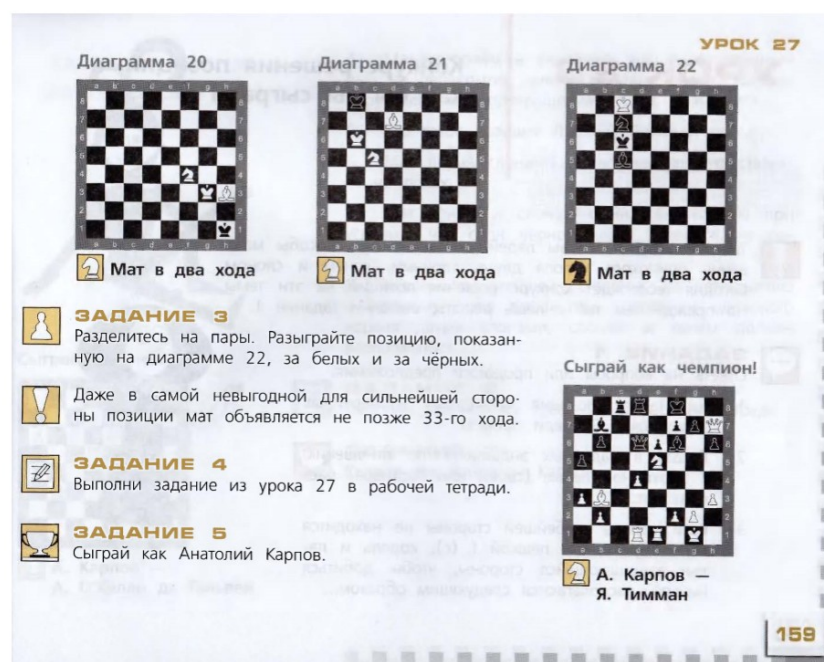 УРОК 27
Диаграмма 20
Диаграмма 21
Диаграмма 22
Мат в два хода
Мат в два хода
Мат в два хода
ЗАДАНИЕ 3
Разделитесь на пары. Разыграйте позицию, показан-
ную на диаграмме 22, за белых и за чёрных.
Даже в самой невыгодной для сильнейшей сторо-
ны позиции мат объявляется не позже 33-го хода.
ЗАДАНИЕ 4
Выполни задание из урока 27 в рабочей тетради.
ЗАДАНИЕ 5
Сыграй как Анатолий Карпов.
Сыграй как чемпион!
А. Карпов —
Я. Тимман
159